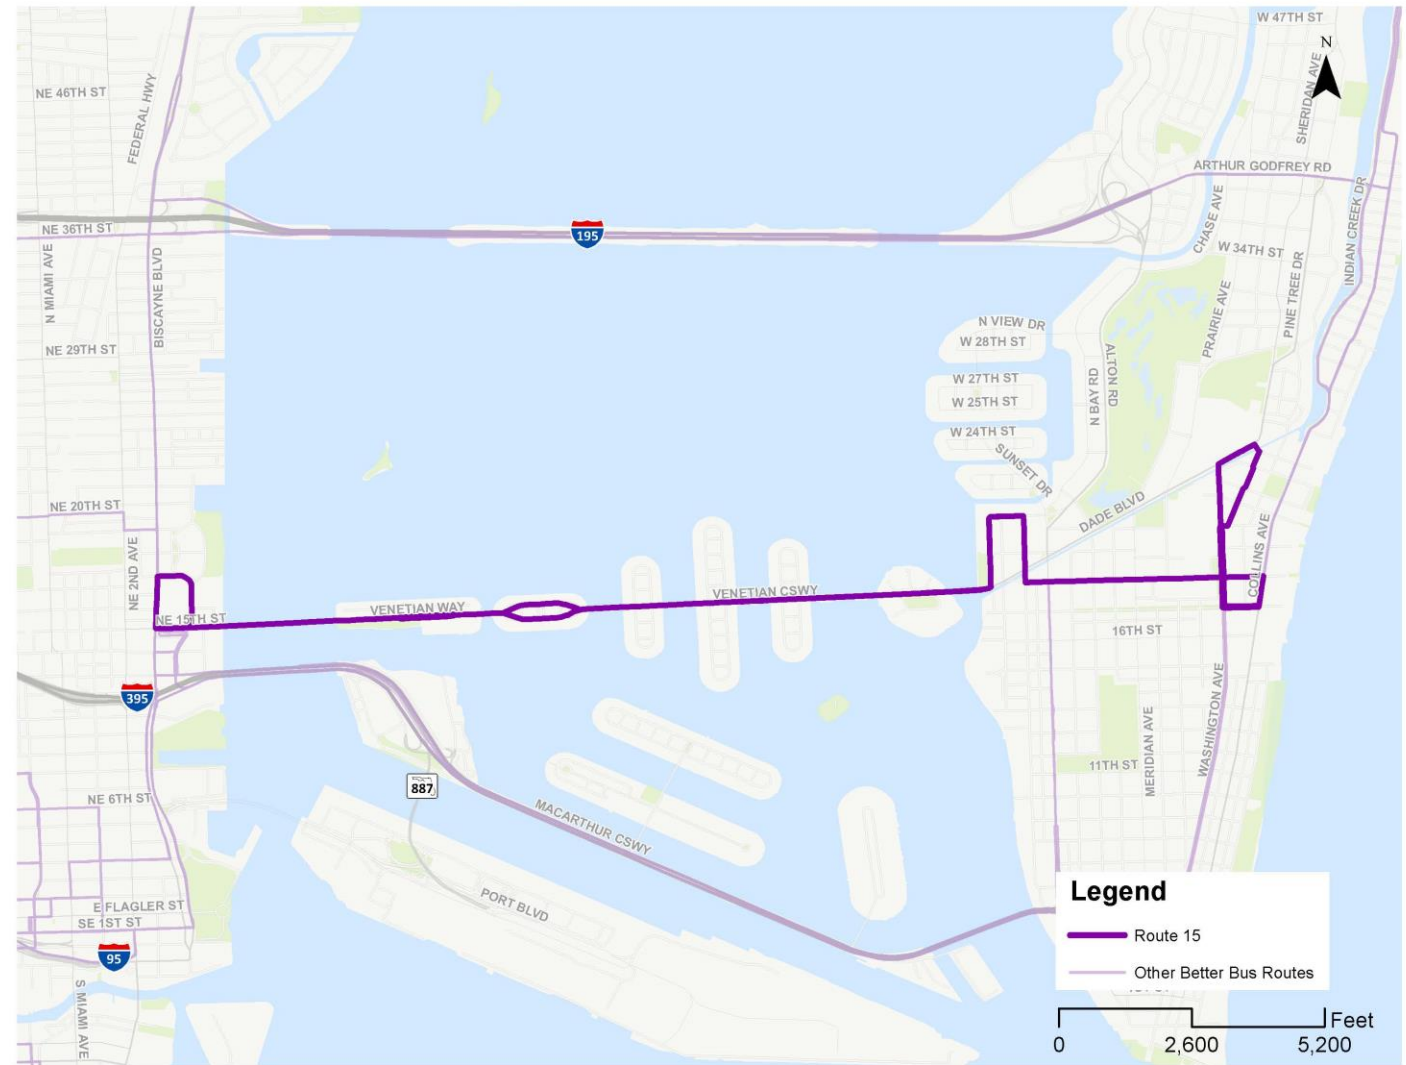 W 47TH ST
N
SHERIDAN AVE
NE 46TH ST
FEDERAL HWY
ARTHUR GODFREY RD
INDIAN CREEK DR
CHASE AVE
NE 36TH ST
195
W 34TH ST
N MIAMI AVE
BISCAYNE BLVD
PINE TREE DR
PRAIRIE AVE
N VIEW DR
W 28TH ST
NE 29TH ST
ALTON RD
N BAY RD
W 27TH ST
W 25TH ST
W 24TH ST
SUNSET DR
NE 20TH ST
DADE BLVD
COLLINS AVE
NE 2ND AVE
VENETIAN CSWY
VENETIAN WAY
NE 15TH ST
16TH ST
395
WASHINGTON AVE
MERIDIAN AVE
11TH ST
887
NE 6TH ST
MACARTHUR CSWY
PORT BLVD
E FLAGLER ST
SE 1ST ST
95
S MIAMI AVE
Legend
Route 15
Other Better Bus Routes
Feet
0 2,600 5,200